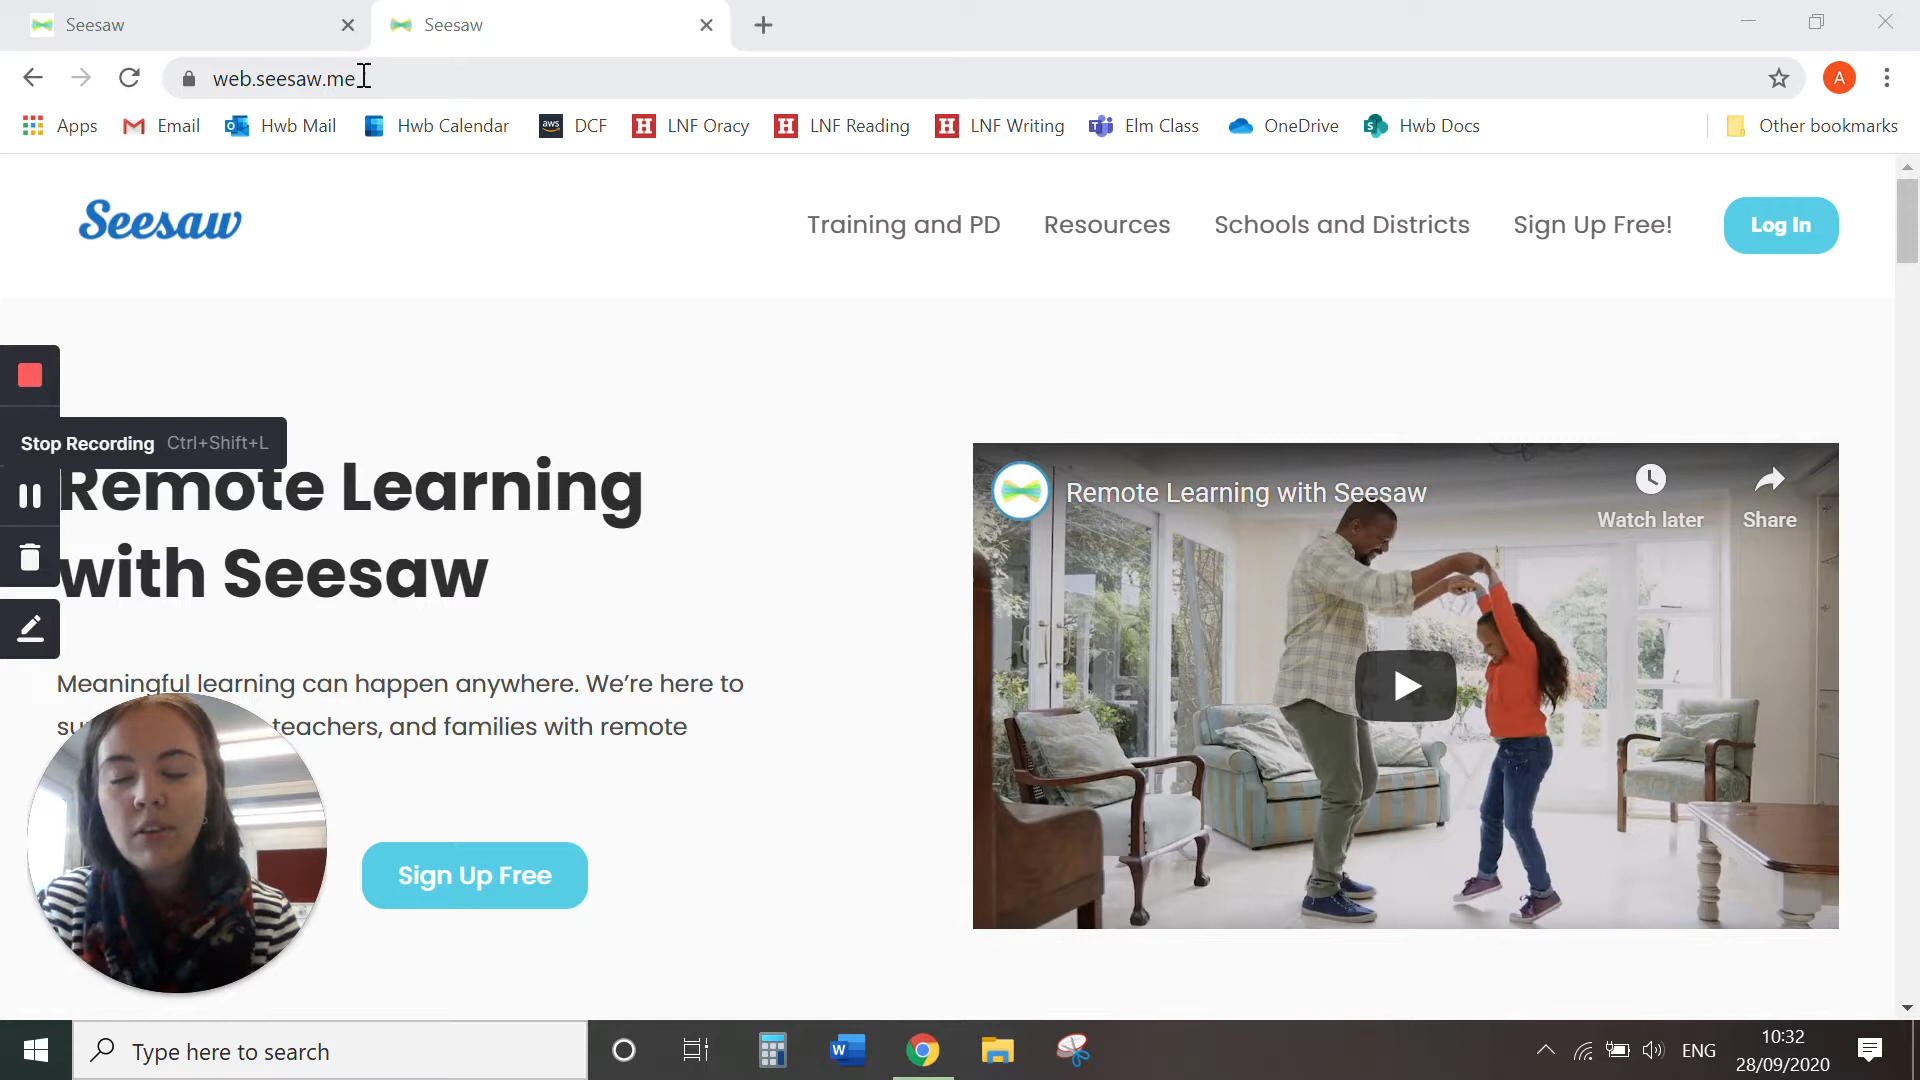 Seesaw
Seesaw
web.seesaw.me
A
Apps
Email
Hwb Mail
Hwb Calendar
aws
DCF
H
LNF Oracy
H
LNF Reading
H
LNF Writing
Elm Class
OneDrive
Hwb Docs
Other bookmarks
Seesaw
Training and PD
Resources
Schools and Districts
Sign Up Free!
Log In
Stop Recording Ctrl+Shift+L
Remote Learning
with Seesaw
Meaningful learning can happen anywhere. We’re here to
teachers, and families with remote
Sign Up Free
Remote Learning with Seesaw
Watch later
Share
Type here to search
W
ENG
10:32
28/09/2020